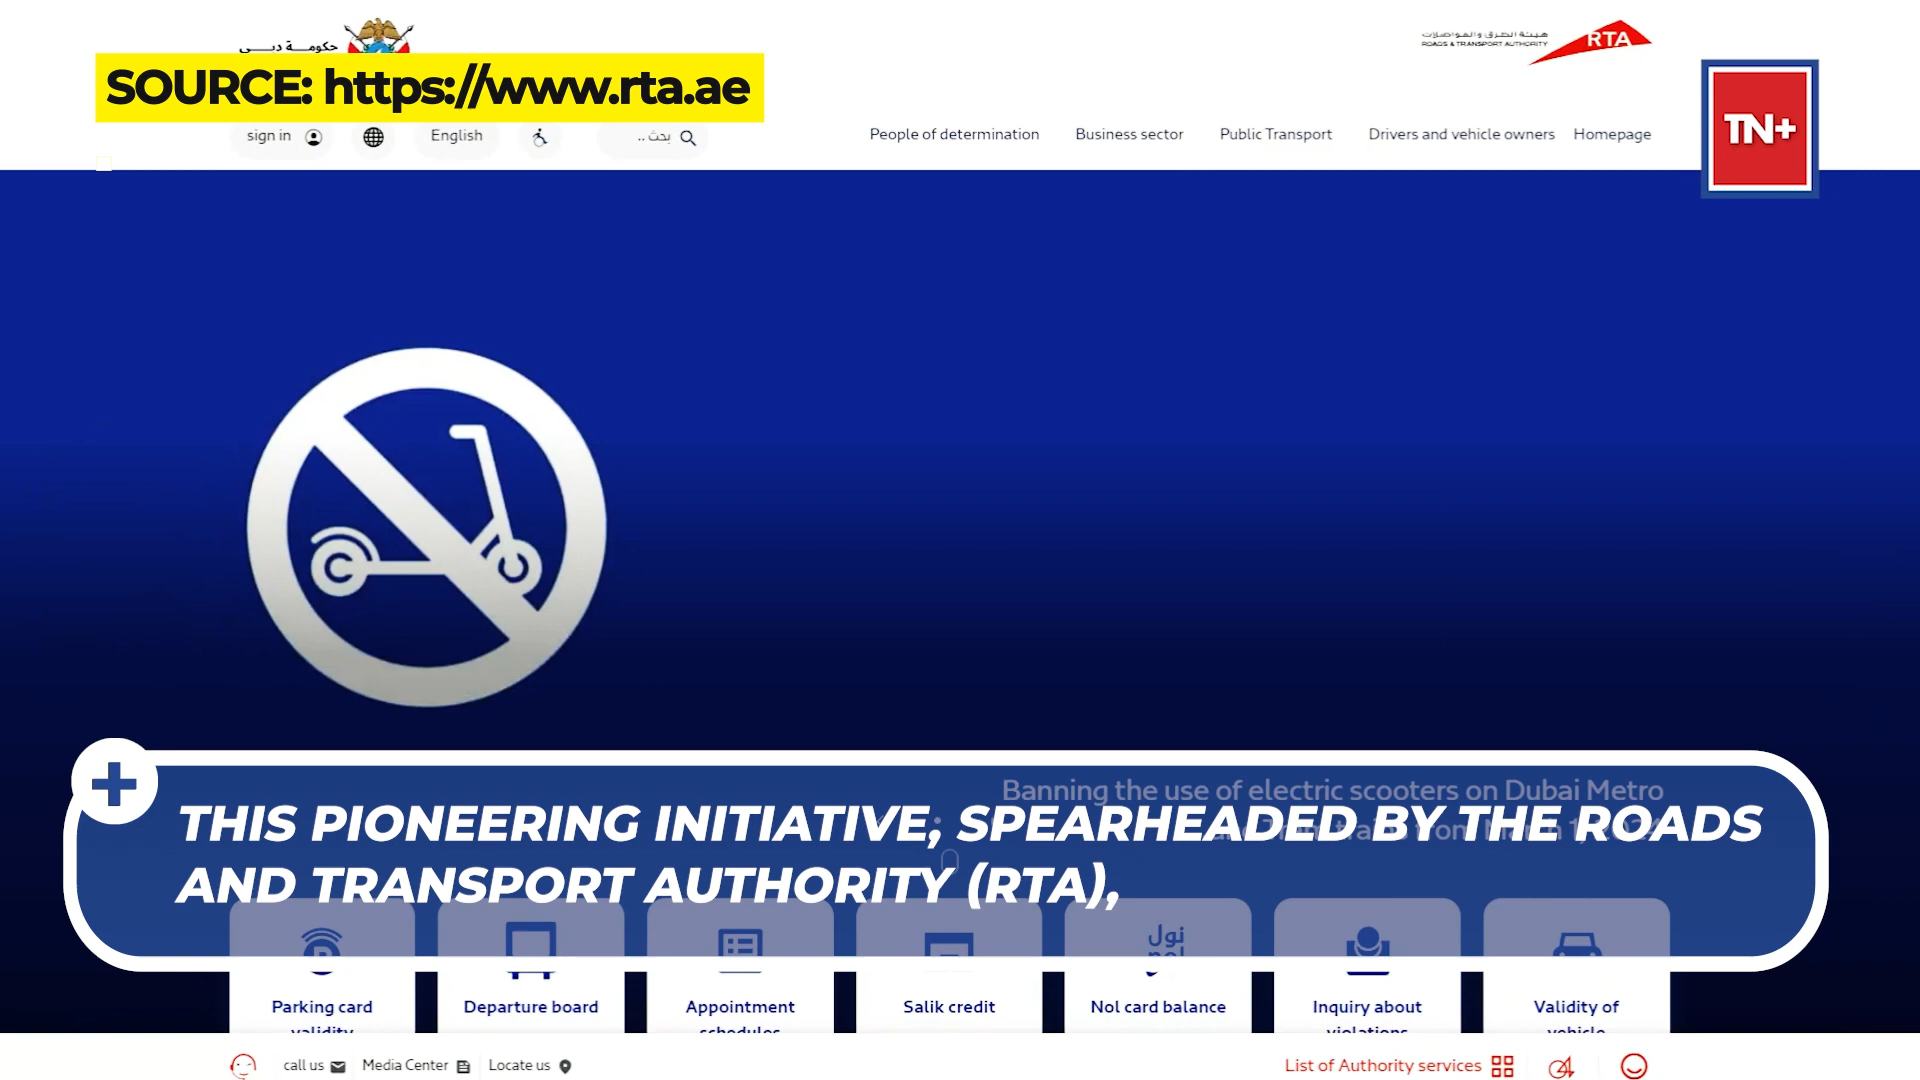 حكومة دبي
هيئة الطرق والمواصلات
ROADS & TRANSPORT AUTHORITY
RTA
SOURCE: https://www.rta.ae
TN+
sign in
English
بحث ..
People of determination
Business sector
Public Transport
Drivers and vehicle owners
Homepage
Banning the use of electric scooters on Dubai Metro
THIS PIONEERING INITIATIVE, SPEARHEADED BY THE ROADS
AND TRANSPORT AUTHORITY (RTA),
نول
Parking card
validity
Departure board
Appointment
schedules
Salik credit
Nol card balance
Inquiry about
violations
Validity of
vehicle
call us
Media Center
Locate us
List of Authority services